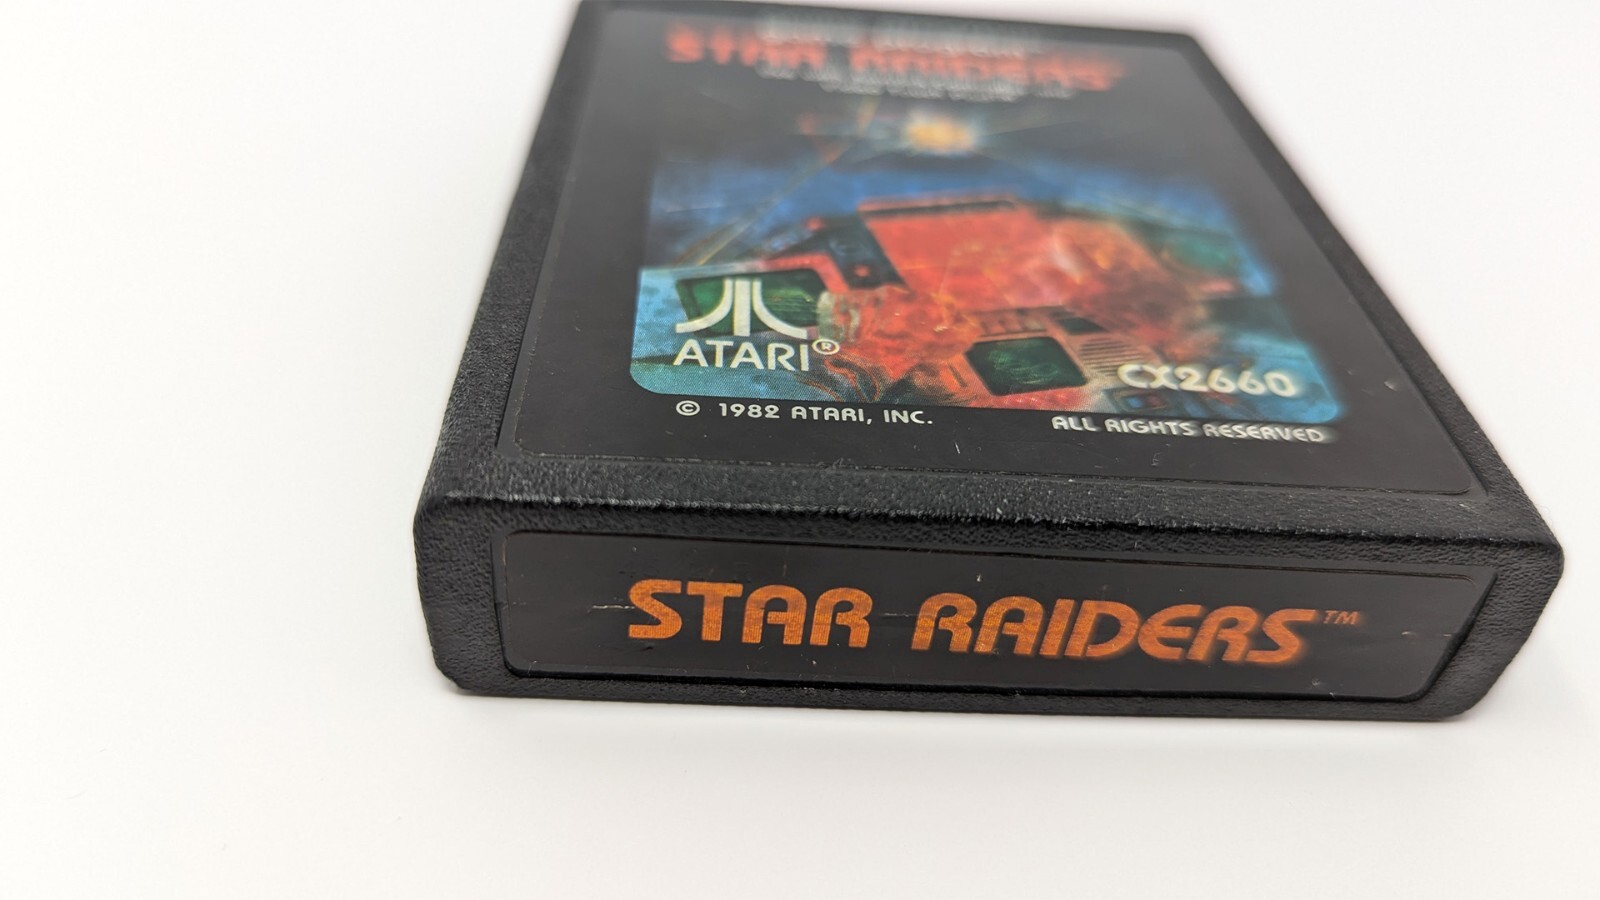 STAR RAIDERS
ATARI®
CX2660
© 1982 ATARI, INC.
ALL RIGHTS RESERVED
STAR RAIDERS™